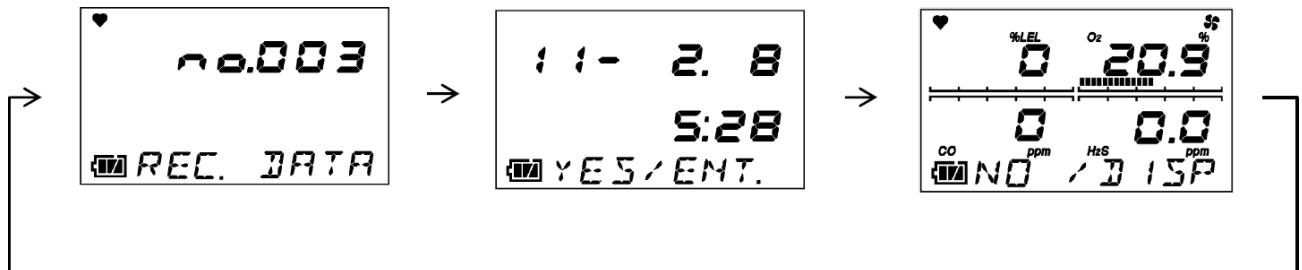 no.003
REC. DATA
11- 2. 8
5:28
YES/ENT.
%LEL O2 %
0 20.9
0 0.0
CO ppm H2S ppm
NO /DISP